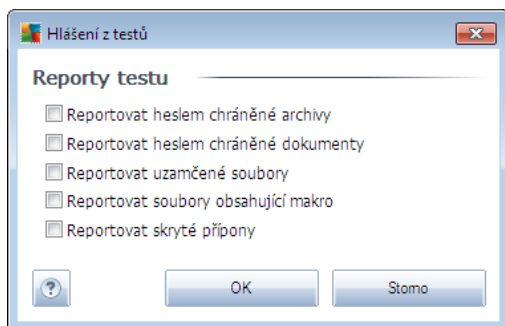 Hlášení z testů
Reporty testu
Reportovat heslem chráněné archivy
Reportovat heslem chráněné dokumenty
Reportovat uzamčené soubory
Reportovat soubory obsahující makro
Reportovat skryté přípony
?
OK
Stomo